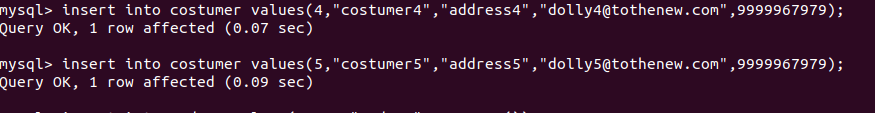 mysql> insert into costumer values(4,"costumer4","address4","dolly4@tothenew.com",9999967979);
Query OK, 1 row affected (0.07 sec)
mysql> insert into costumer values(5,"costumer5","address5","dolly5@tothenew.com",9999967979);
Query OK, 1 row affected (0.09 sec)